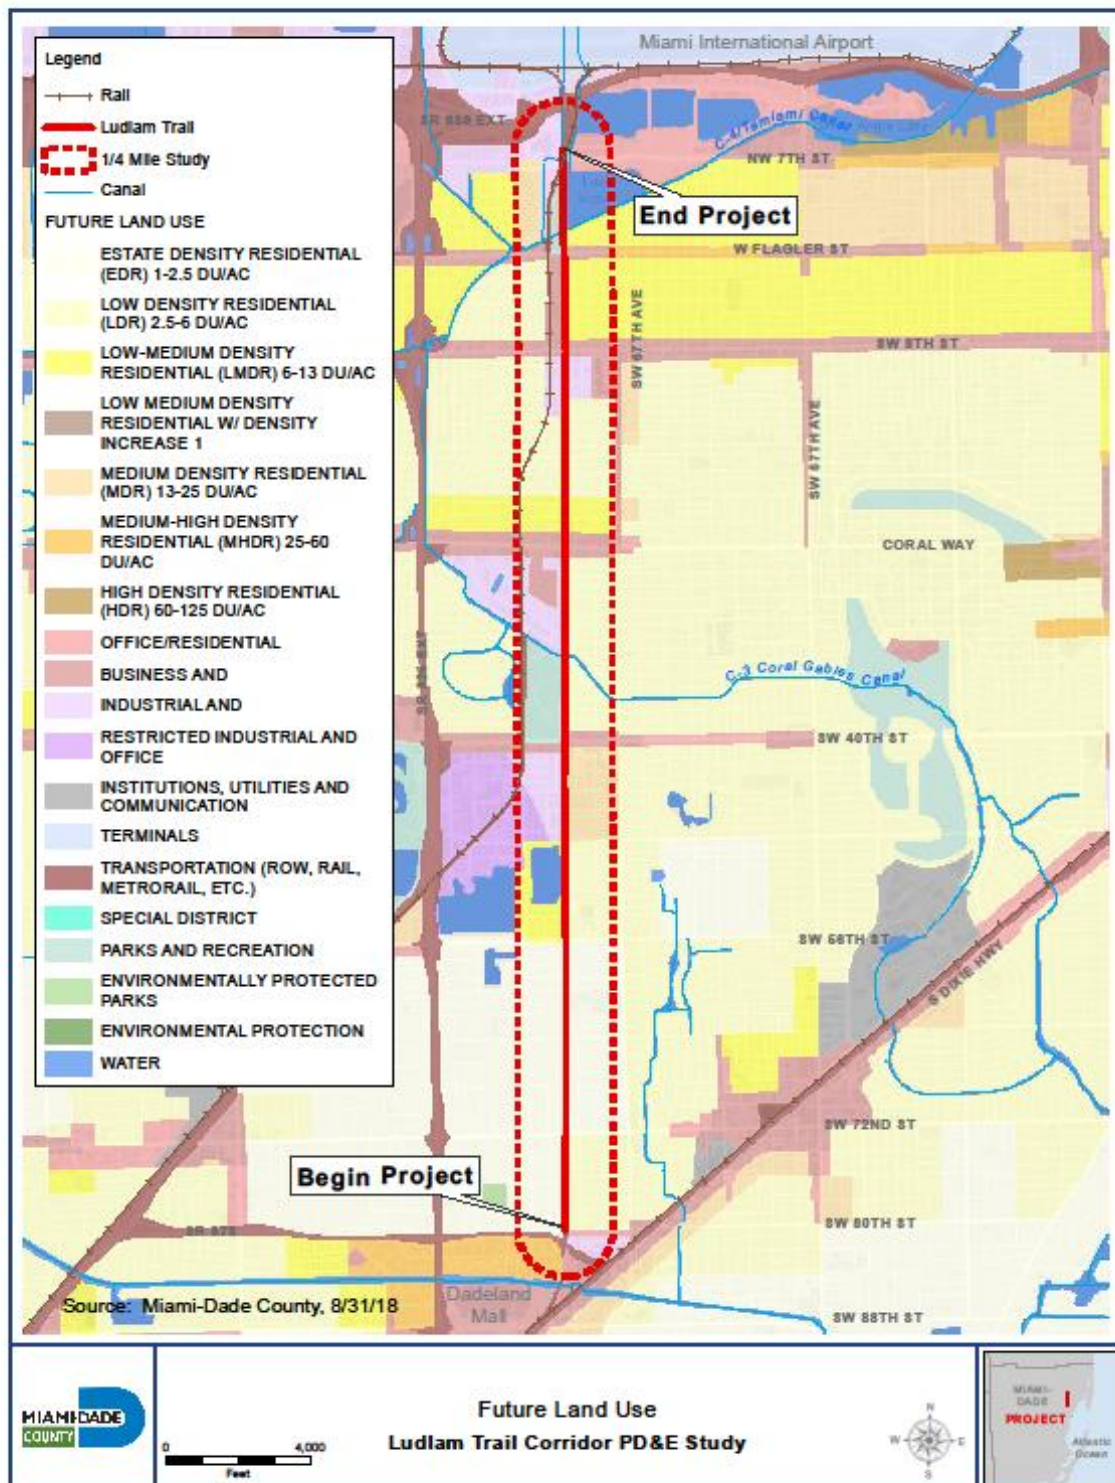 Miami International Airport
Legend
Rail
Ludlam Trail
1/4 Mile Study
Canal
FUTURE LAND USE
ESTATE DENSITY RESIDENTIAL
(EDR) 1-2.5 DU/AC
LOW DENSITY RESIDENTIAL
(LDR) 2.5-6 DU/AC
LOW-MEDIUM DENSITY
RESIDENTIAL (LMDR) 6-13 DU/AC
LOW MEDIUM DENSITY
RESIDENTIAL W/ DENSITY
INCREASE 1
MEDIUM DENSITY RESIDENTIAL
(MDR) 13-25 DU/AC
MEDIUM-HIGH DENSITY
RESIDENTIAL (MHDR) 25-60
DU/AC
HIGH DENSITY RESIDENTIAL
(HDR) 60-125 DU/AC
OFFICE/RESIDENTIAL
BUSINESS AND
INDUSTRIAL AND
RESTRICTED INDUSTRIAL AND
OFFICE
INSTITUTIONS, UTILITIES AND
COMMUNICATION
TERMINALS
TRANSPORTATION (ROW, RAIL,
METRORAIL, ETC.)
SPECIAL DISTRICT
PARKS AND RECREATION
ENVIRONMENTALLY PROTECTED
PARKS
ENVIRONMENTAL PROTECTION
WATER
EXT
C-4/Tamiami Canal
NW 7TH ST
End Project
W FLAGLER ST
SW 67TH AVE
SW 8TH ST
SW 57TH AVE
CORAL WAY
C-3 Coral Gables Canal
SW 40TH ST
SW 56TH ST
S DIXIE HWY
SW 72ND ST
Begin Project
SW 80TH ST
SR 878
Dadeland
Mall
Source: Miami-Dade County, 8/31/18
SW 88TH ST
MIAMI-DADE
COUNTY
0 4,000
Feet
Future Land Use
Ludlam Trail Corridor PD&E Study
N
W E
S
MIAMI-
DADE
PROJECT
Atlantic
Ocean